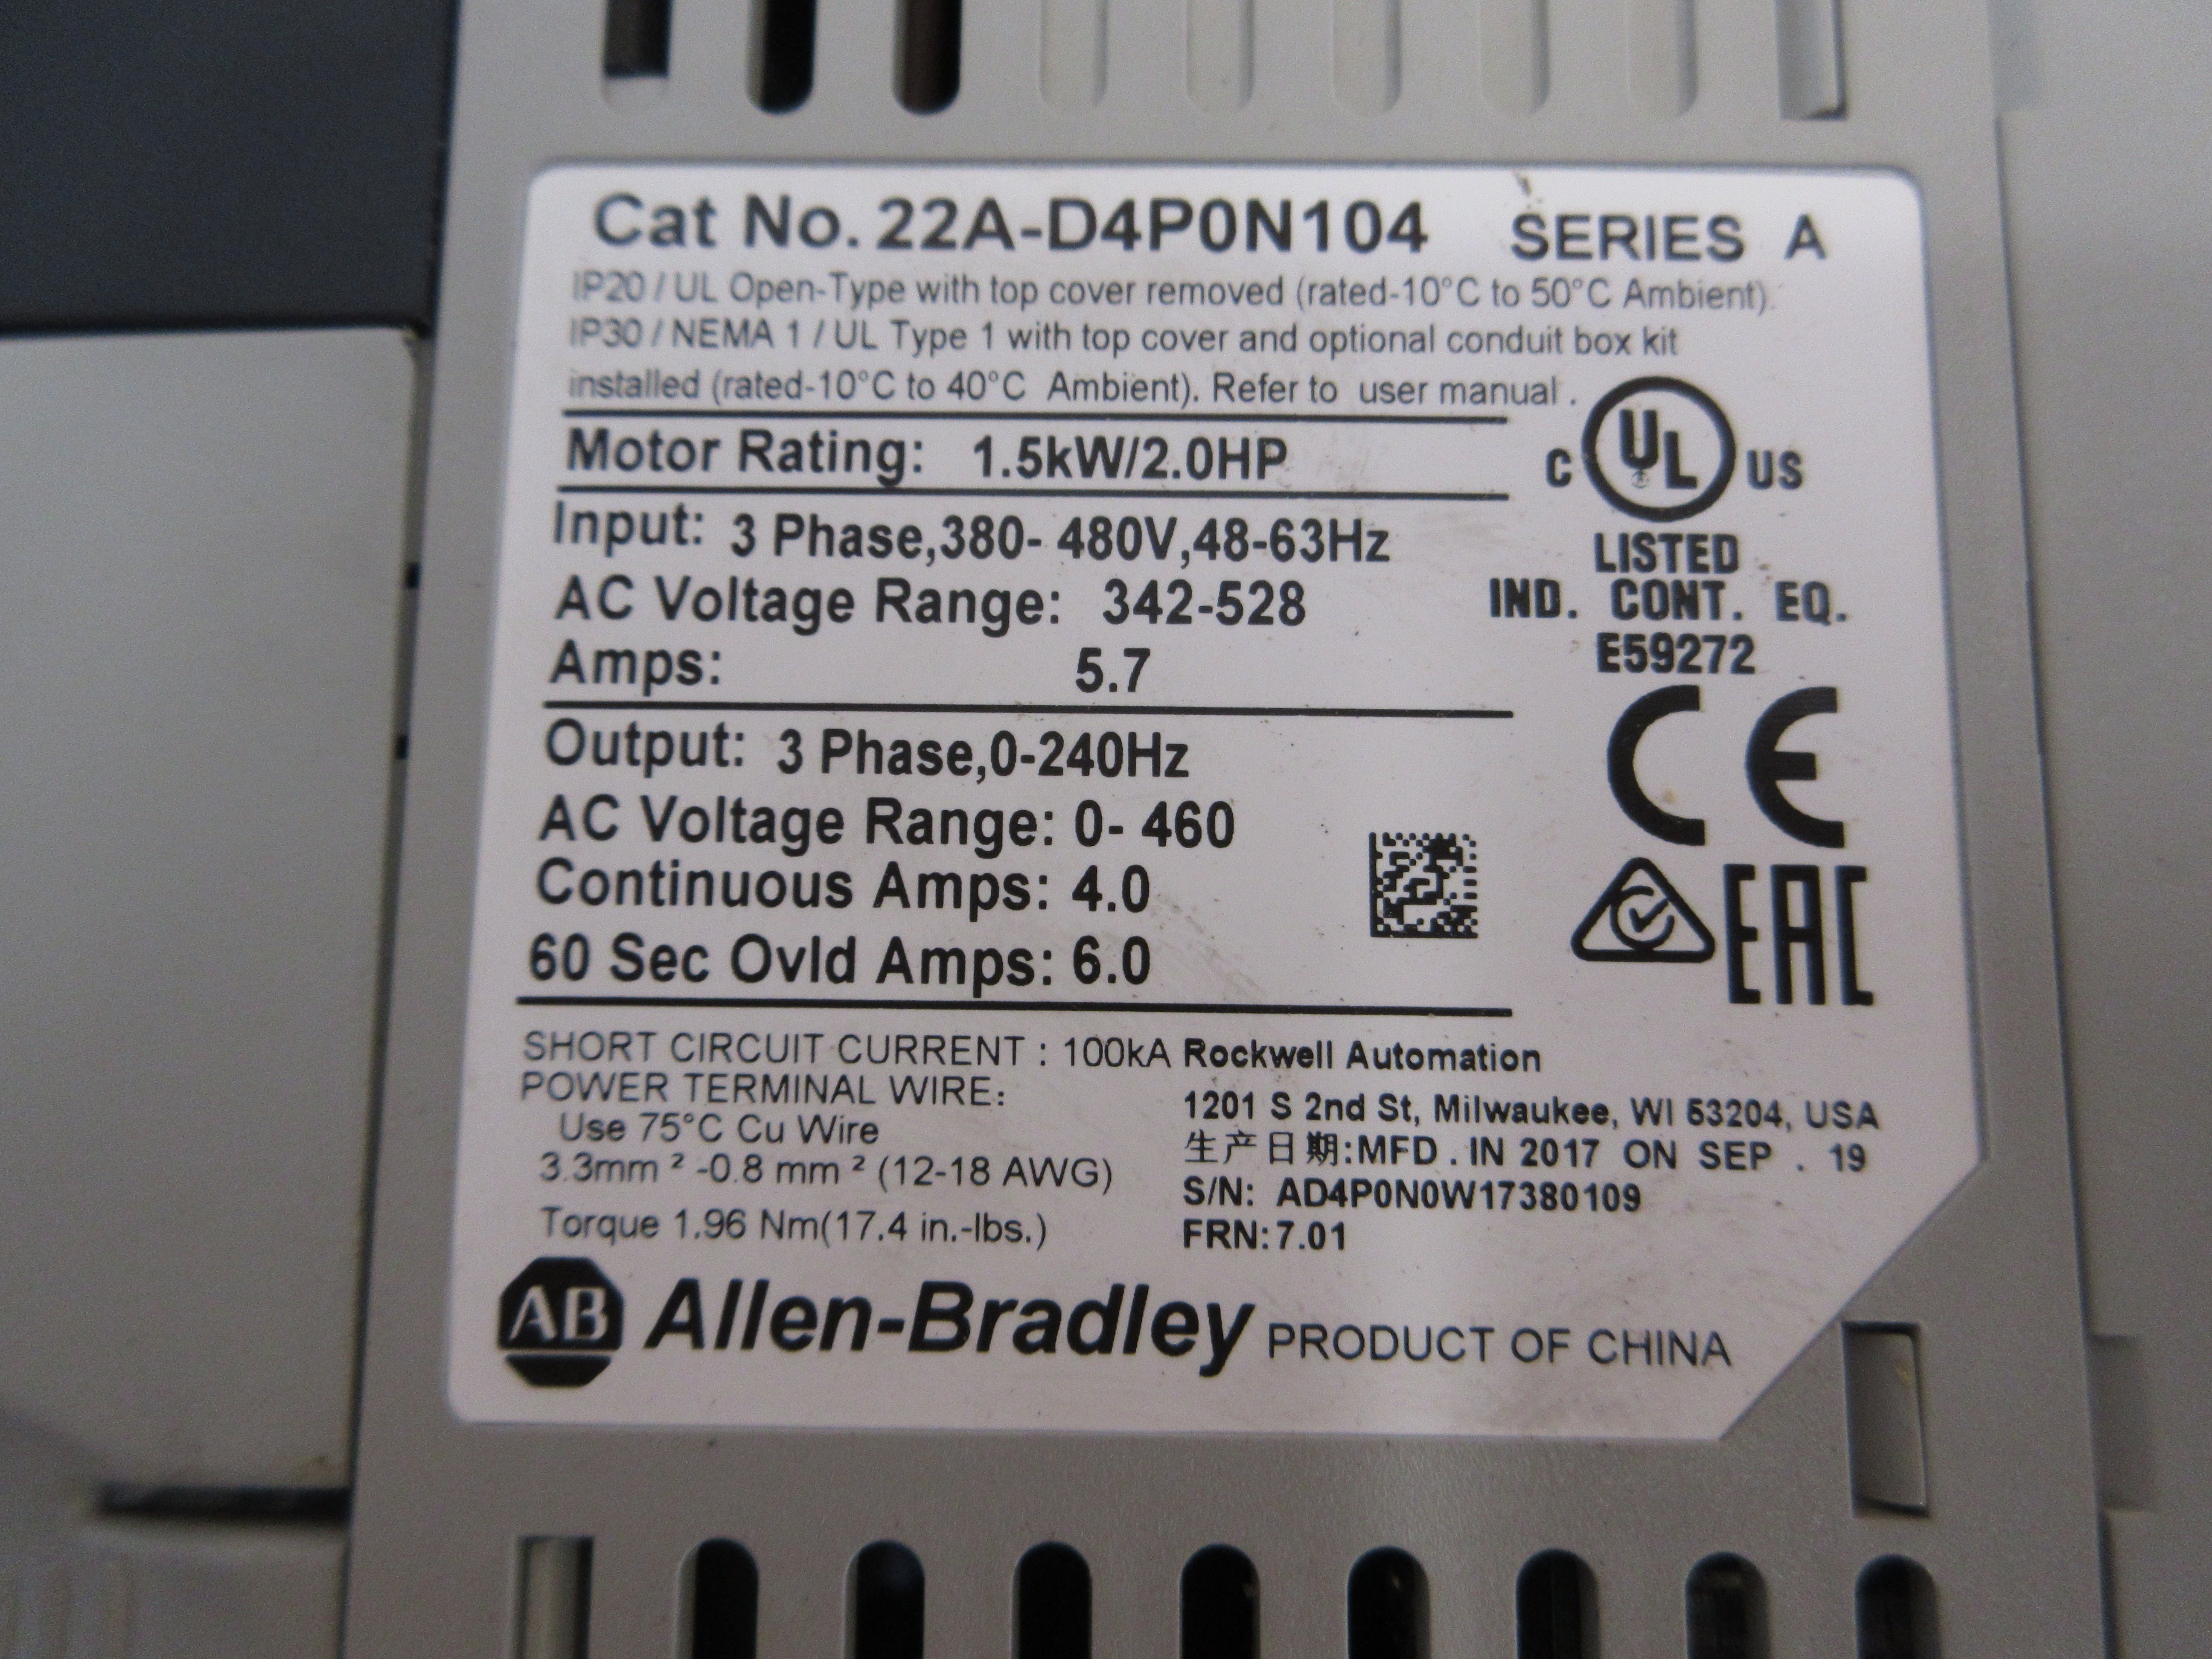 Cat No. 22A-D4P0N104 SERIES A
IP20 / UL Open-Type with top cover removed (rated-10°C to 50°C Ambient).
IP30 / NEMA 1 / UL Type 1 with top cover and optional conduit box kit
installed (rated-10°C to 40°C Ambient). Refer to user manual .
Motor Rating: 1.5kW/2.0HP
Input: 3 Phase,380- 480V,48-63Hz
AC Voltage Range: 342-528
Amps: 5.7
Output: 3 Phase,0-240Hz
AC Voltage Range: 0- 460
Continuous Amps: 4.0
60 Sec Ovld Amps: 6.0
C UL US
LISTED
IND. CONT. EQ.
E59272
CE
EAC
SHORT CIRCUIT CURRENT : 100kA
POWER TERMINAL WIRE:
Use 75°C Cu Wire
3.3mm ² -0.8 mm ² (12-18 AWG)
Torque 1.96 Nm(17.4 in.-lbs.)
Rockwell Automation
1201 S 2nd St, Milwaukee, WI 53204, USA
生产日期:MFD . IN 2017 ON SEP . 19
S/N: AD4P0N0W17380109
FRN: 7.01
AB Allen-Bradley PRODUCT OF CHINA